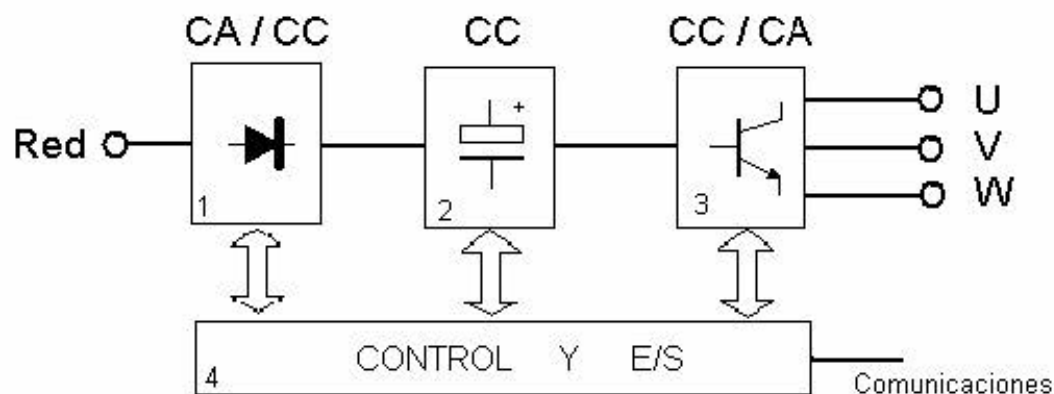 CA / CC CC CC / CA
Red
U
V
W
1
2
3
+
4
CONTROL Y E/S
Comunicaciones